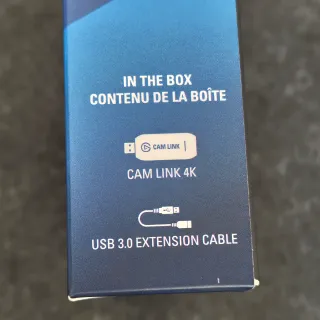 IN THE BOX
CONTENU DE LA BOÎTE
CAM LINK
CAM LINK 4K
USB 3.0 EXTENSION CABLE